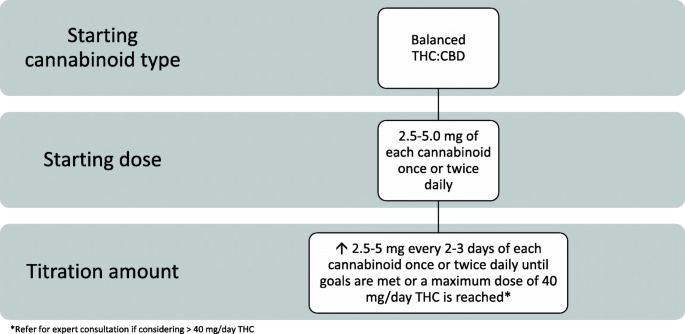 Starting
cannabinoid type
Balanced
THC:CBD
Starting dose
2.5-5.0 mg of
each cannabinoid
once or twice
daily
Titration amount
↑ 2.5-5 mg every 2-3 days of each
cannabinoid once or twice daily until
goals are met or a maximum dose of 40
mg/day THC is reached*
*Refer for expert consultation if considering > 40 mg/day THC